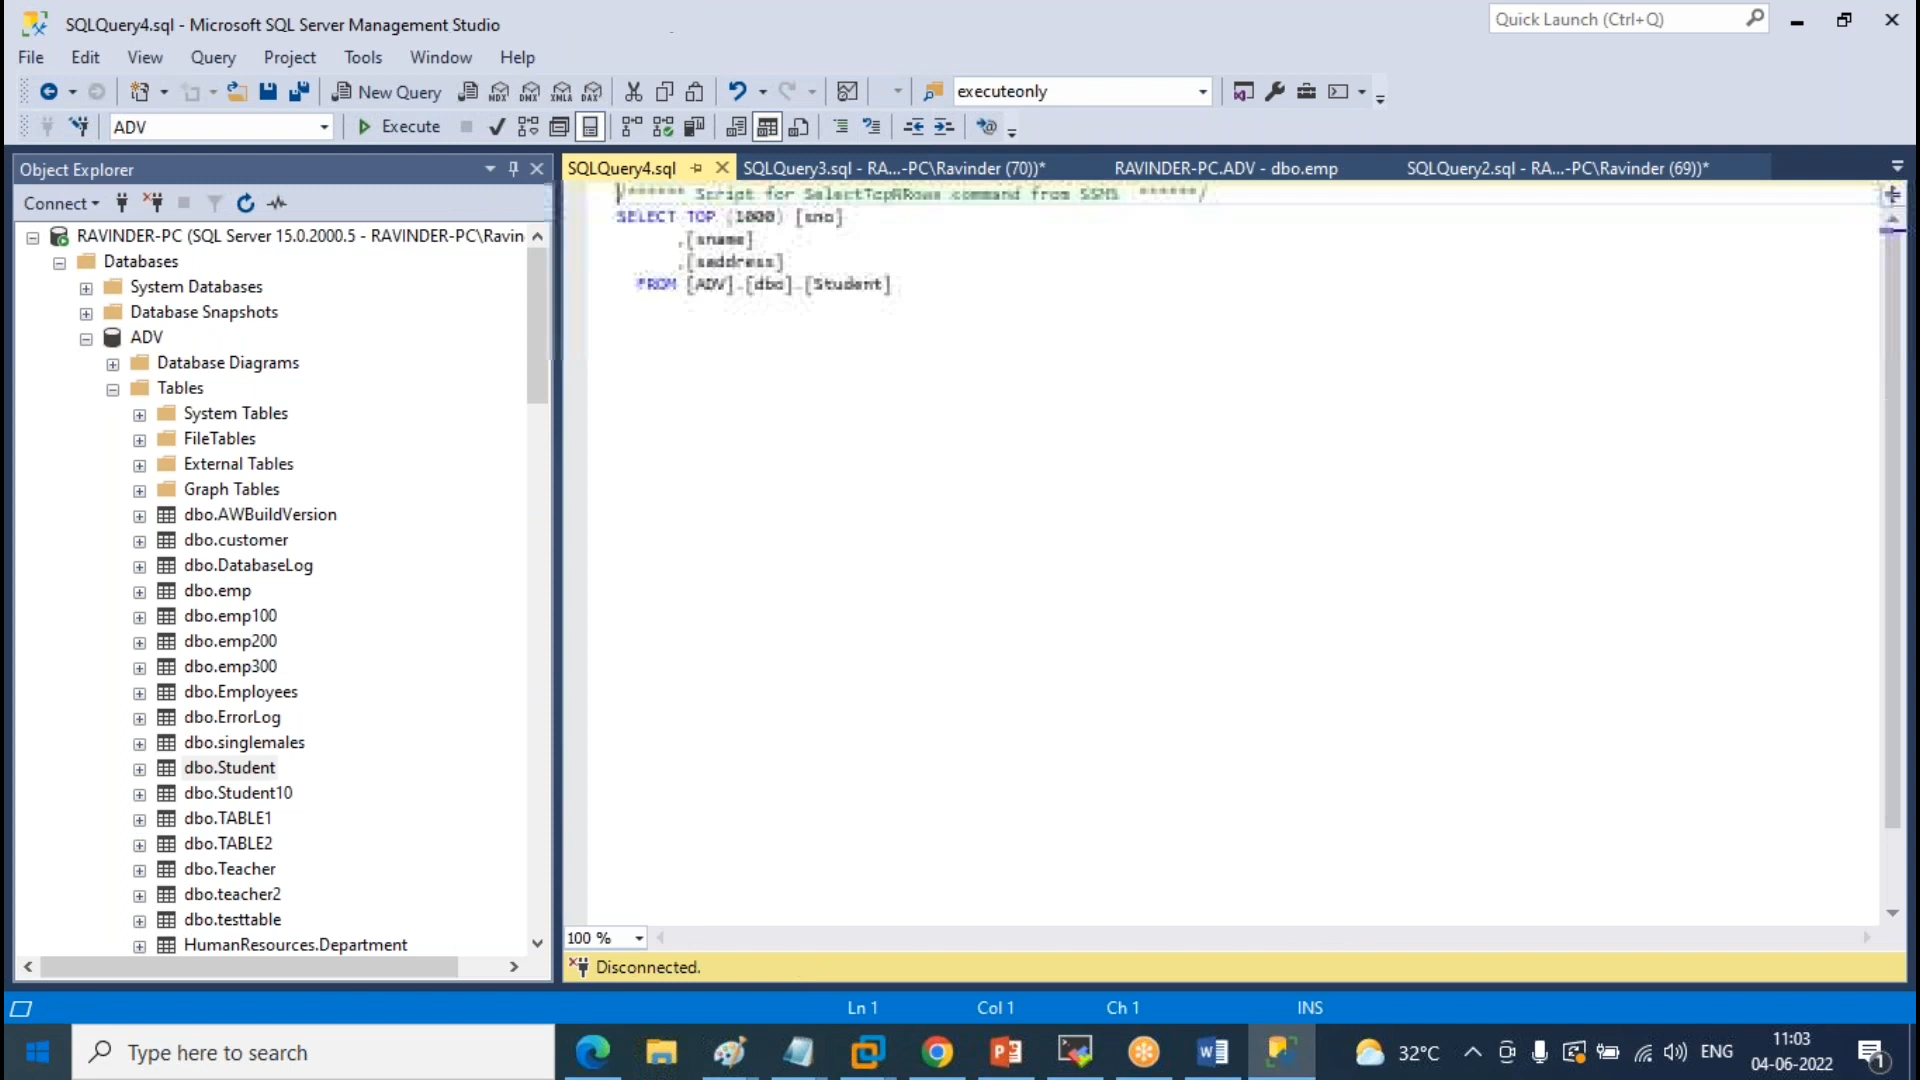 SQLQuery4.sql - Microsoft SQL Server Management Studio
Quick Launch (Ctrl+Q)
File Edit View Query Project Tools Window Help
New Query
MDX DMX XMLA DAX
executeonly
ADV
Execute
Object Explorer
SQLQuery4.sql
SQLQuery3.sql - RA...-PC\Ravinder (70))*
RAVINDER-PC.ADV - dbo.emp
SQLQuery2.sql - RA...-PC\Ravinder (69))*
Connect
/****** Script for SelectTopNRows command from SSMS ******/
SELECT TOP (1000) [sno]
,[sname]
,[saddress]
FROM [ADV].[dbo].[Student]
RAVINDER-PC (SQL Server 15.0.2000.5 - RAVINDER-PC\Ravin
Databases
System Databases
Database Snapshots
ADV
Database Diagrams
Tables
System Tables
FileTables
External Tables
Graph Tables
dbo.AWBuildVersion
dbo.customer
dbo.DatabaseLog
dbo.emp
dbo.emp100
dbo.emp200
dbo.emp300
dbo.Employees
dbo.ErrorLog
dbo.singlemales
dbo.Student
dbo.Student10
dbo.TABLE1
dbo.TABLE2
dbo.Teacher
dbo.teacher2
dbo.testtable
HumanResources.Department
100 %
Disconnected.
Ln 1 Col 1 Ch 1 INS
Type here to search
32°C
ENG
11:03
04-06-2022
1